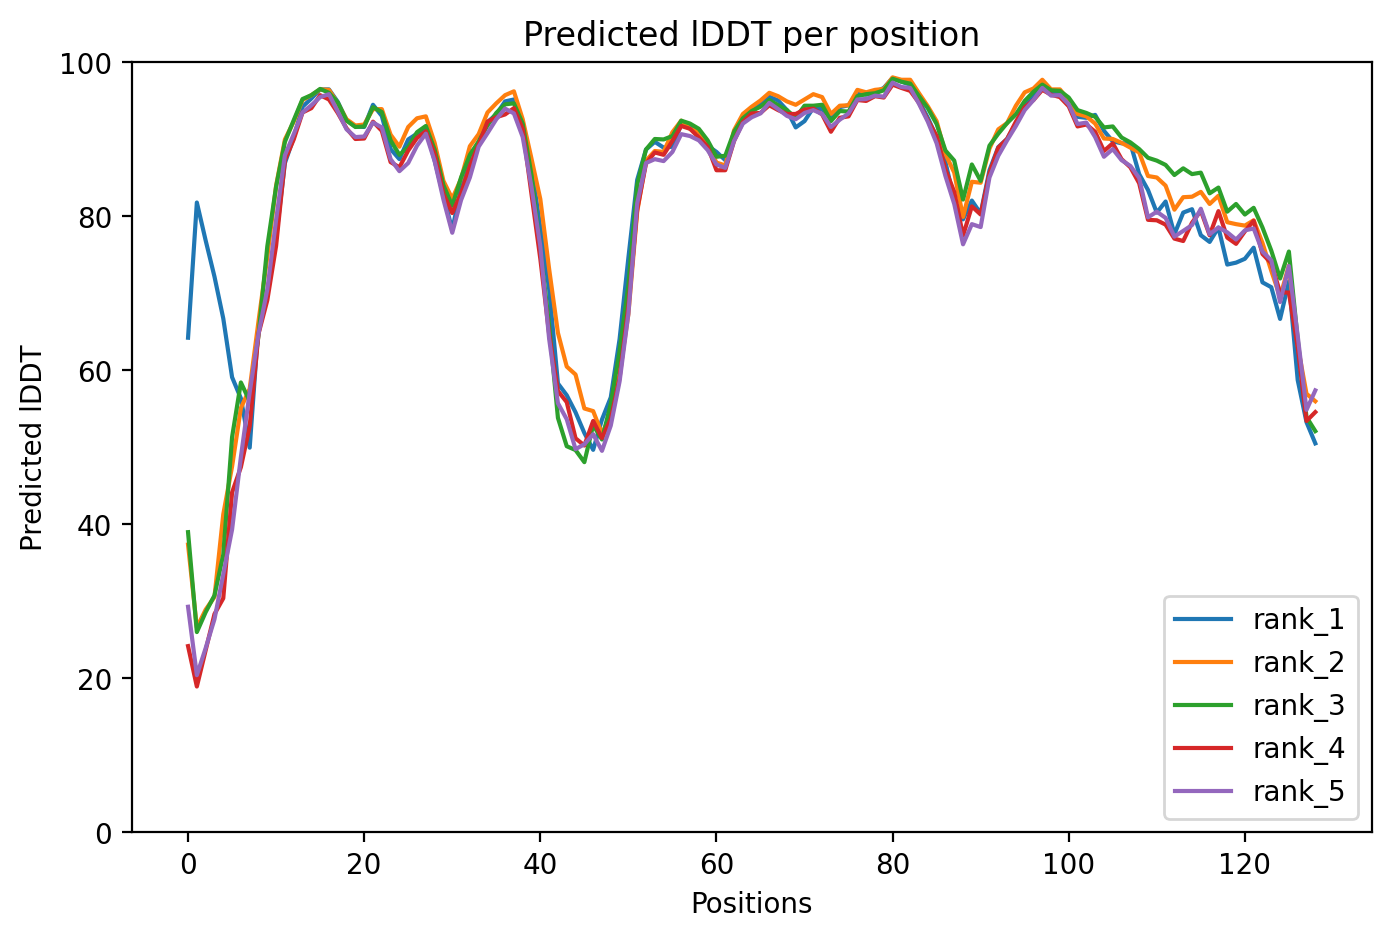 Predicted lDDT per position
100
80
60
40
20
0
Predicted lDDT
0 20 40 60 80 100 120
Positions
rank_1
rank_2
rank_3
rank_4
rank_5